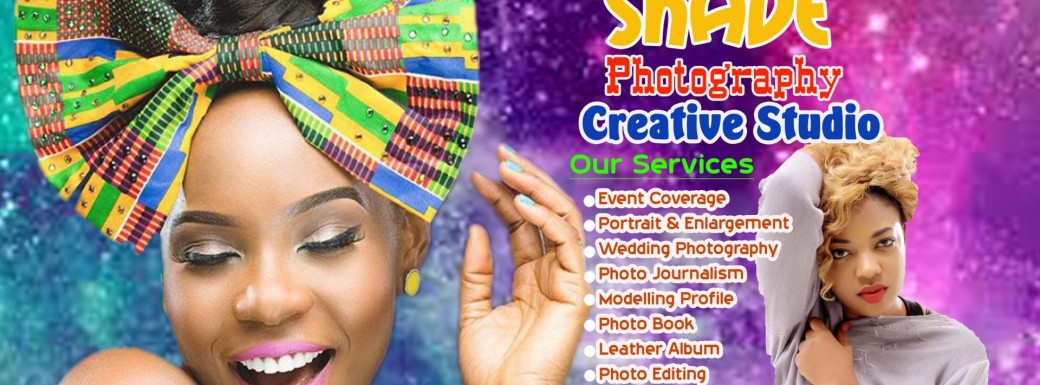 SHADE
Photography
Creative Studio
Our Services
Event Coverage
Portrait & Enlargement
Wedding Photography
Photo Journalism
Modelling Profile
Photo Book
Leather Album
Photo Editing